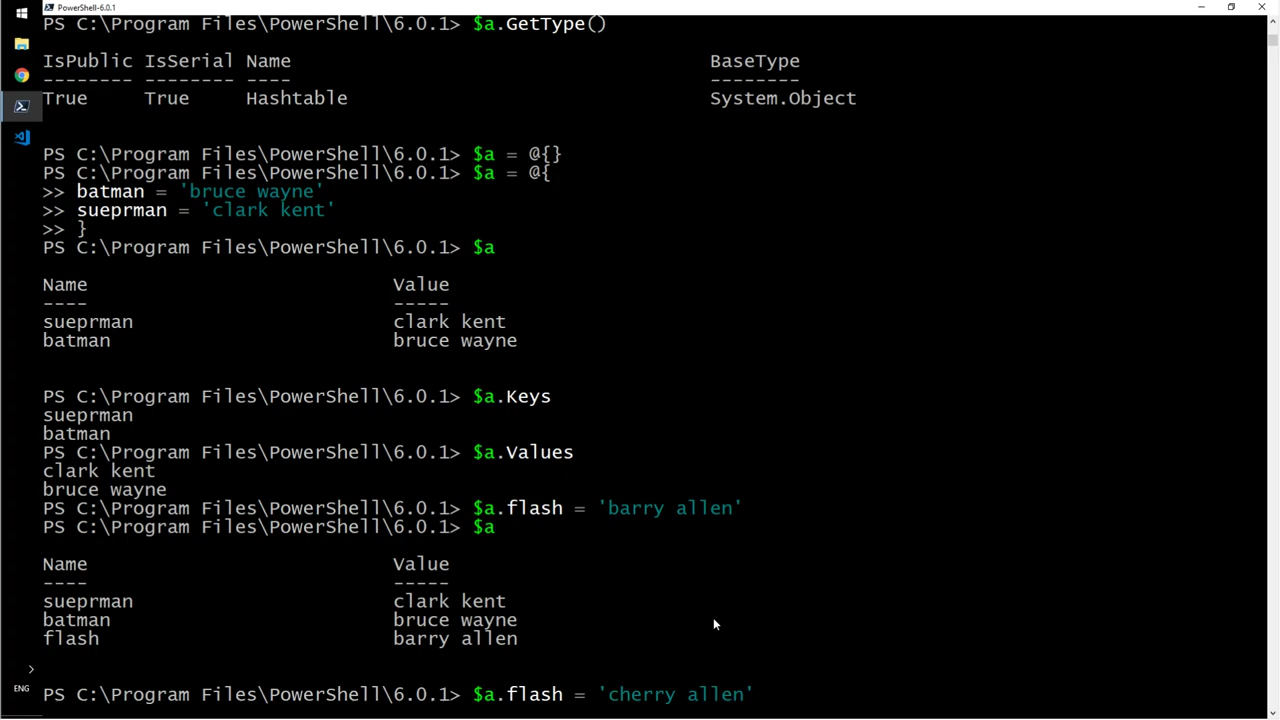 PowerShell-6.0.1
PS C:\Program Files\PowerShell\6.0.1> $a.GetType()
IsPublic IsSerial Name BaseType
-------- -------- ---- --------
True True Hashtable System.Object
PS C:\Program Files\PowerShell\6.0.1> $a = @{}
PS C:\Program Files\PowerShell\6.0.1> $a = @{
>> batman = 'bruce wayne'
>> sueprman = 'clark kent'
>> }
PS C:\Program Files\PowerShell\6.0.1> $a
Name Value
---- -----
sueprman clark kent
batman bruce wayne
PS C:\Program Files\PowerShell\6.0.1> $a.Keys
sueprman
batman
PS C:\Program Files\PowerShell\6.0.1> $a.Values
clark kent
bruce wayne
PS C:\Program Files\PowerShell\6.0.1> $a.flash = 'barry allen'
PS C:\Program Files\PowerShell\6.0.1> $a
Name Value
---- -----
sueprman clark kent
batman bruce wayne
flash barry allen
ENG
PS C:\Program Files\PowerShell\6.0.1> $a.flash = 'cherry allen'